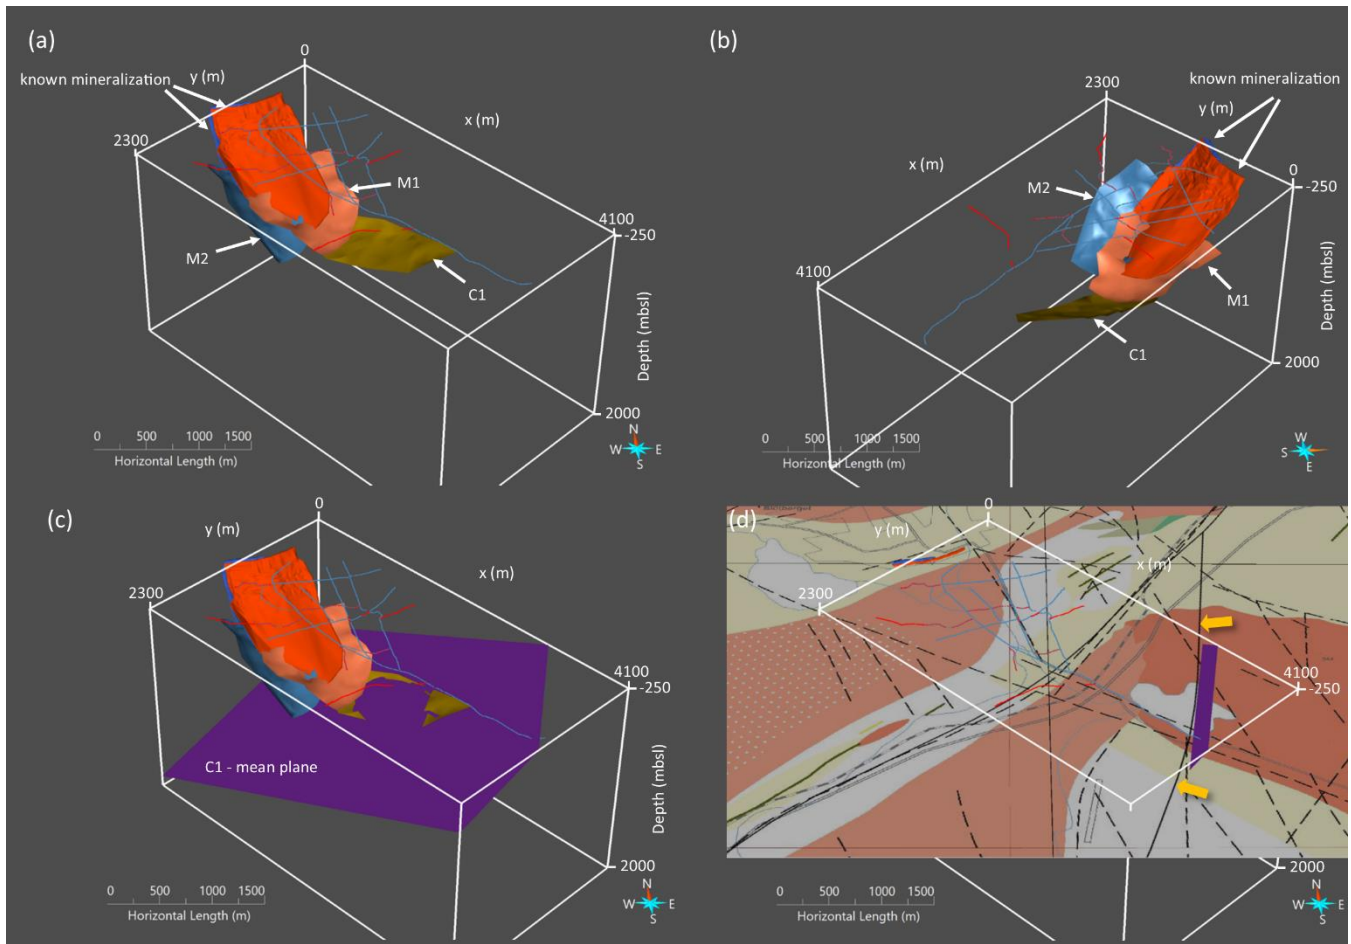 (a)
0
known mineralization
y (m)
x (m)
2300
M1
4100
-250
M2
C1
Depth (mbsl)
2000
0 500 1000 1500
Horizontal Length (m)
N
W E
S
(b)
2300
known mineralization
y (m)
x (m)
0
-250
M2
4100
M1
C1
Depth (mbsl)
2000
0 500 1000 1500
Horizontal Length (m)
W
S
E
(c)
0
y (m)
x (m)
2300
4100
-250
C1 - mean plane
Depth (mbsl)
2000
0 500 1000 1500
Horizontal Length (m)
N
W E
S
(d)
0
y (m)
x (m)
2300
4100
-250
2000
0 500 1000 1500
Horizontal Length (m)
N
W E
S